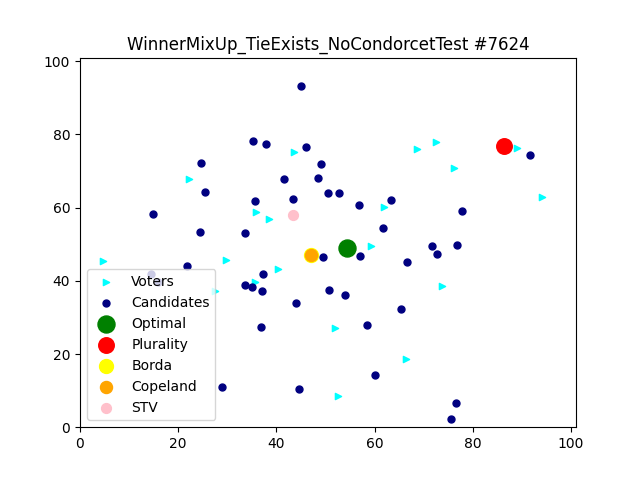 WinnerMixUp_TieExists_NoCondorcetTest #7624
100
80
60
40
20
0
Voters
Candidates
Optimal
Plurality
Borda
Copeland
STV
0 20 40 60 80 100